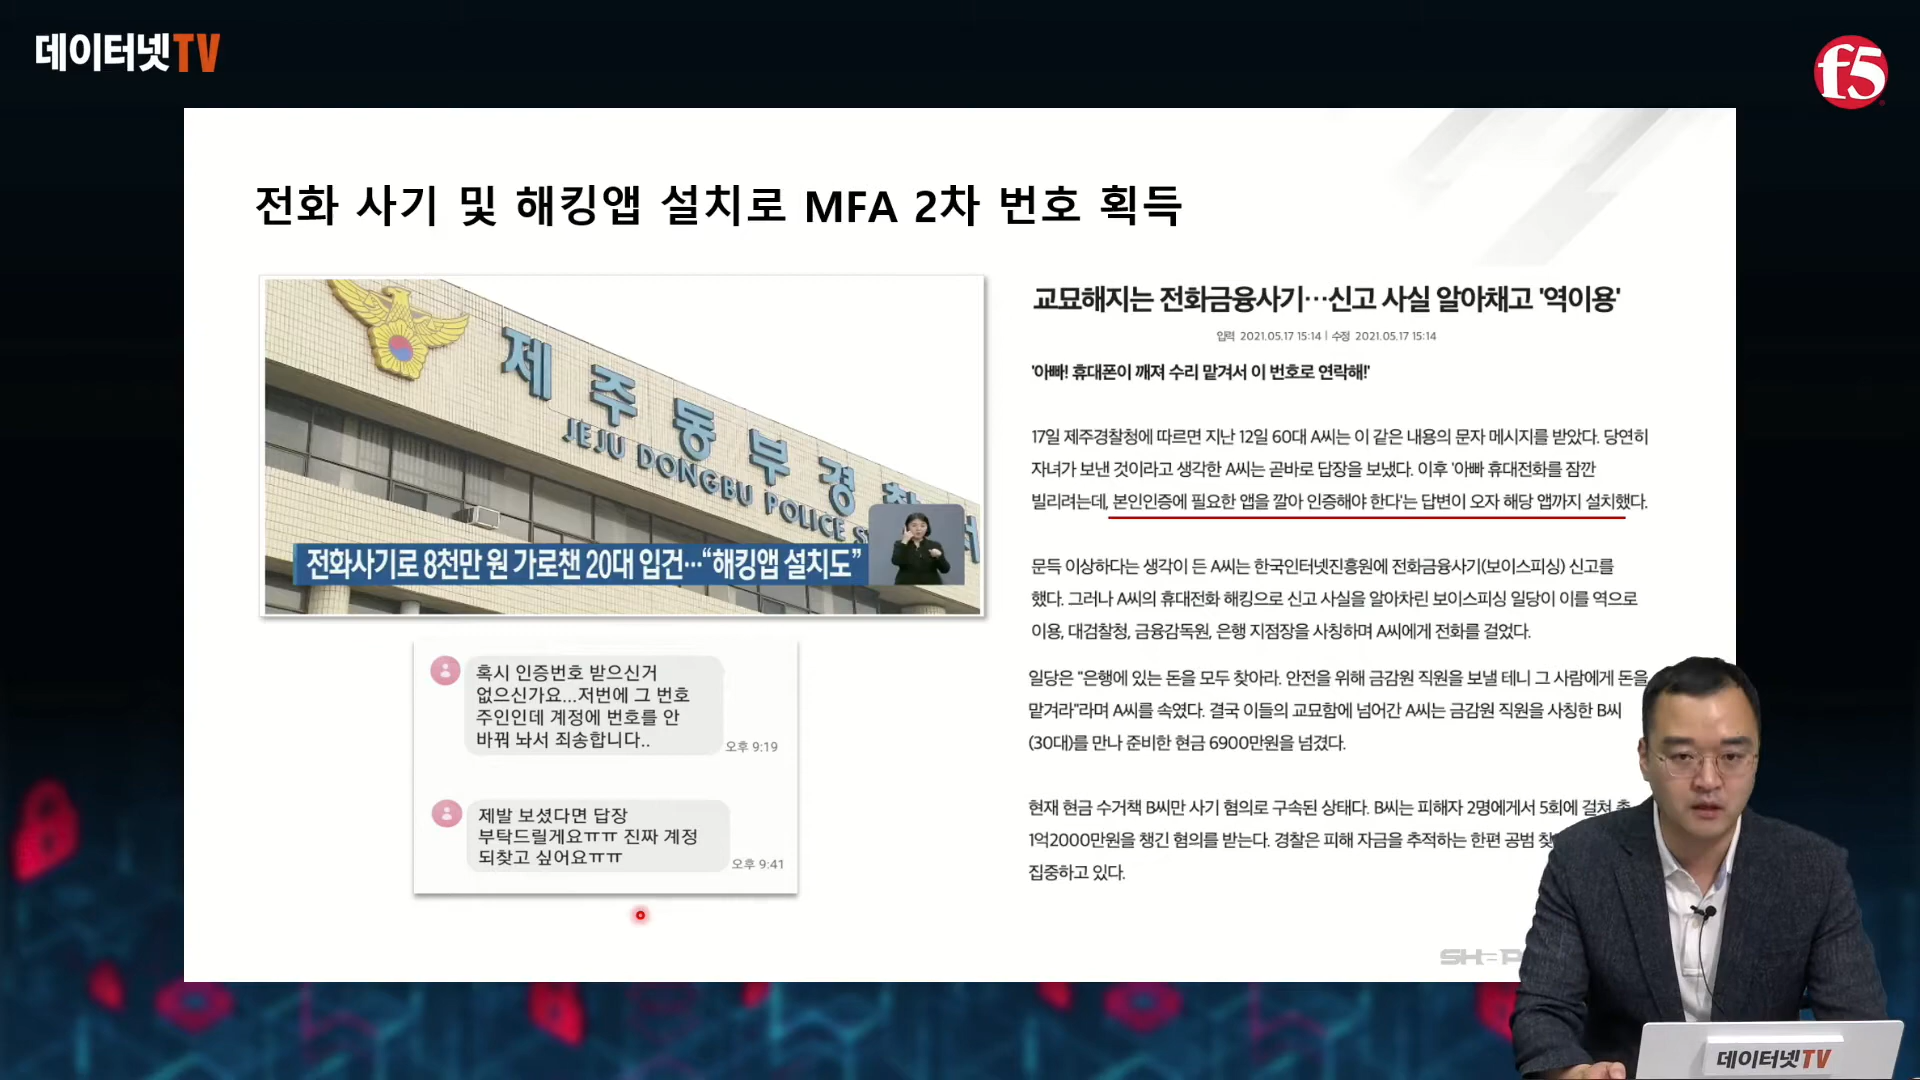 데이터넷TV
f5
전화 사기 및 해킹앱 설치로 MFA 2차 번호 획득
제주동부경찰서
JEJU DONGBU POLICE S
전화사기로 8천만 원 가로챈 20대 입건…“해킹앱 설치도”
혹시 인증번호 받으신거
없으신가요...저번에 그 번호
주인인데 계정에 번호를 안
바꿔 놔서 죄송합니다..
오후 9:19
제발 보셨다면 답장
부탁드릴게요ㅠㅠ 진짜 계정
되찾고 싶어요ㅠㅠ
오후 9:41
교묘해지는 전화금융사기…신고 사실 알아채고 '역이용'
입력 2021.05.17 15:14 | 수정 2021.05.17 15:14
'아빠! 휴대폰이 깨져 수리 맡겨서 이 번호로 연락해!'
17일 제주경찰청에 따르면 지난 12일 60대 A씨는 이 같은 내용의 문자 메시지를 받았다. 당연히
자녀가 보낸 것이라고 생각한 A씨는 곧바로 답장을 보냈다. 이후 '아빠 휴대전화를 잠깐
빌리려는데, 본인인증에 필요한 앱을 깔아 인증해야 한다'는 답변이 오자 해당 앱까지 설치했다.
문득 이상하다는 생각이 든 A씨는 한국인터넷진흥원에 전화금융사기(보이스피싱) 신고를
했다. 그러나 A씨의 휴대전화 해킹으로 신고 사실을 알아차린 보이스피싱 일당이 이를 역으로
이용, 대검찰청, 금융감독원, 은행 지점장을 사칭하며 A씨에게 전화를 걸었다.
일당은 "은행에 있는 돈을 모두 찾아라. 안전을 위해 금감원 직원을 보낼 테니 그 사람에게 돈을
맡겨라"라며 A씨를 속였다. 결국 이들의 교묘함에 넘어간 A씨는 금감원 직원을 사칭한 B씨
(30대)를 만나 준비한 현금 6900만원을 넘겼다.
현재 현금 수거책 B씨만 사기 혐의로 구속된 상태다. B씨는 피해자 2명에게서 5회에 걸쳐
1억2000만원을 챙긴 혐의를 받는다. 경찰은 피해 자금을 추적하는 한편 공범
집중하고 있다.
데이터넷TV